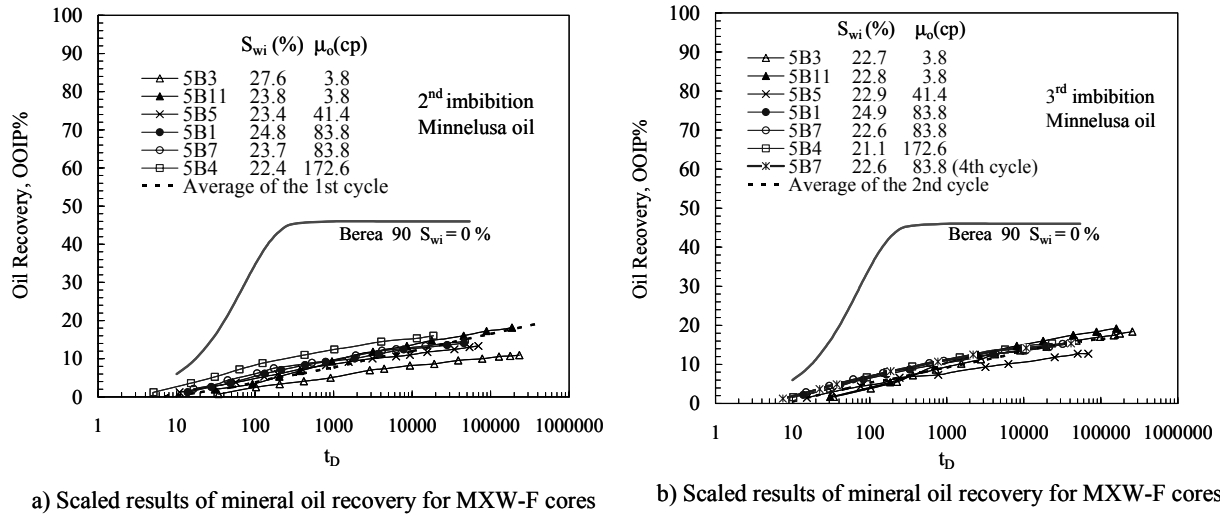 100
90
80
70
60
50
40
30
20
10
0
Oil Recovery, OOIP%
Swi (%) μo(cp)
5B3 27.6 3.8
5B11 23.8 3.8
5B5 23.4 41.4
5B1 24.8 83.8
5B7 23.7 83.8
5B4 22.4 172.6
Average of the 1st cycle
2nd imbibition
Minnelusa oil
Berea 90 Swi = 0 %
1 10 100 1000 10000 100000 1000000
tD
a) Scaled results of mineral oil recovery for MXW-F cores
100
90
80
70
60
50
40
30
20
10
0
Oil Recovery, OOIP%
Swi (%) μo(cp)
5B3 22.7 3.8
5B11 22.8 3.8
5B5 22.9 41.4
5B1 24.9 83.8
5B7 22.6 83.8
5B4 21.1 172.6
5B7 22.6 83.8 (4th cycle)
Average of the 2nd cycle
3rd imbibition
Minnelusa oil
Berea 90 Swi = 0 %
1 10 100 1000 10000 100000 1000000
tD
b) Scaled results of mineral oil recovery for MXW-F cores